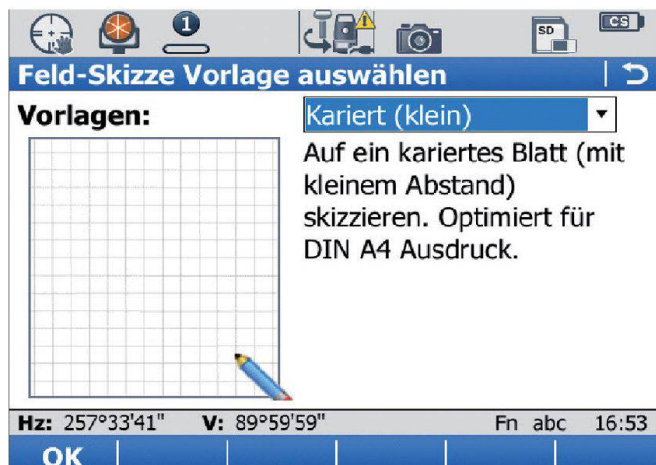 1
SD
CS
Feld-Skizze Vorlage auswählen
Vorlagen:
Kariert (klein)
Auf ein kariertes Blatt (mit
kleinem Abstand)
skizzieren. Optimiert für
DIN A4 Ausdruck.
Hz: 257°33'41" V: 89°59'59" Fn abc 16:53
OK